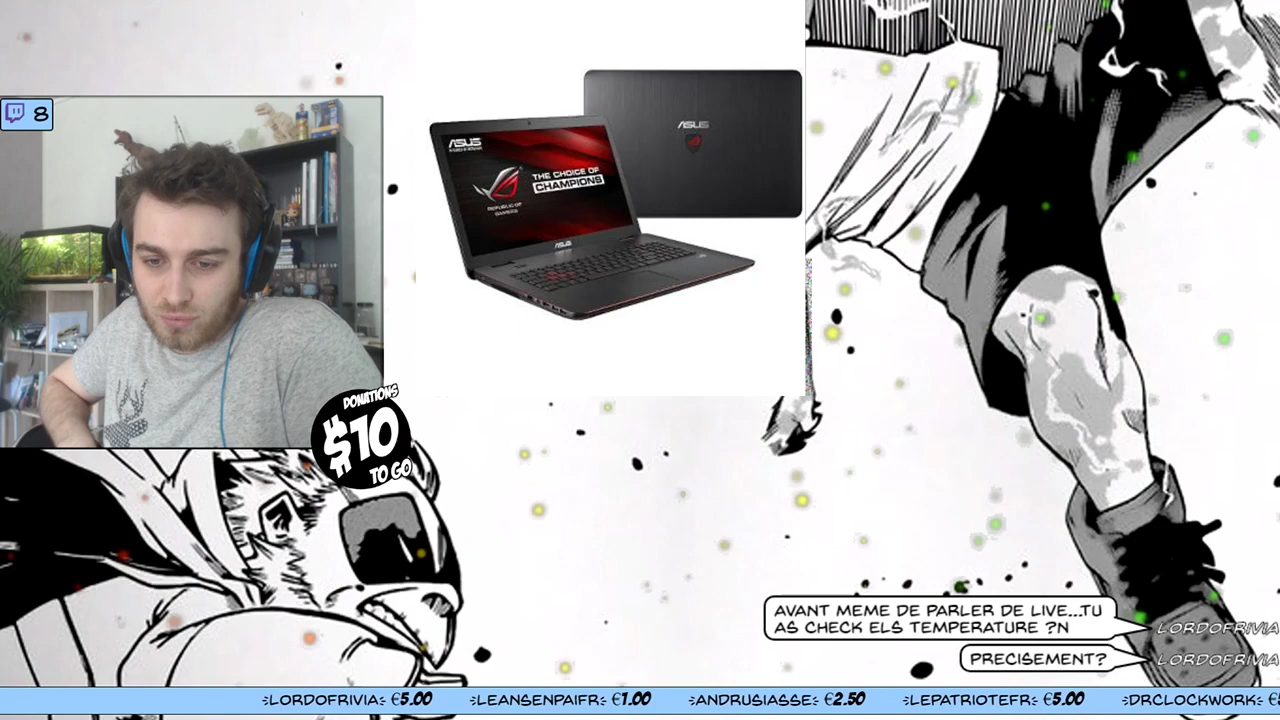 8
ASUS
ASUS
THE CHOICE OF
CHAMPIONS
REPUBLIC OF
GAMERS
ASUS
DONATIONS
$10
TO GO
AVANT MEME DE PARLER DE LIVE...TU
AS CHECK ELS TEMPERATURE ?N
LORDOFRIVIA
PRECISEMENT?
LORDOFRIVIA
LORDOFRIVIA: €5.00 LEANSENPAIFR: €1.00 ANDRUSIASSE: €2.50 LEPATRIOTEFR: €5.00 DRCLOCKWORK: €